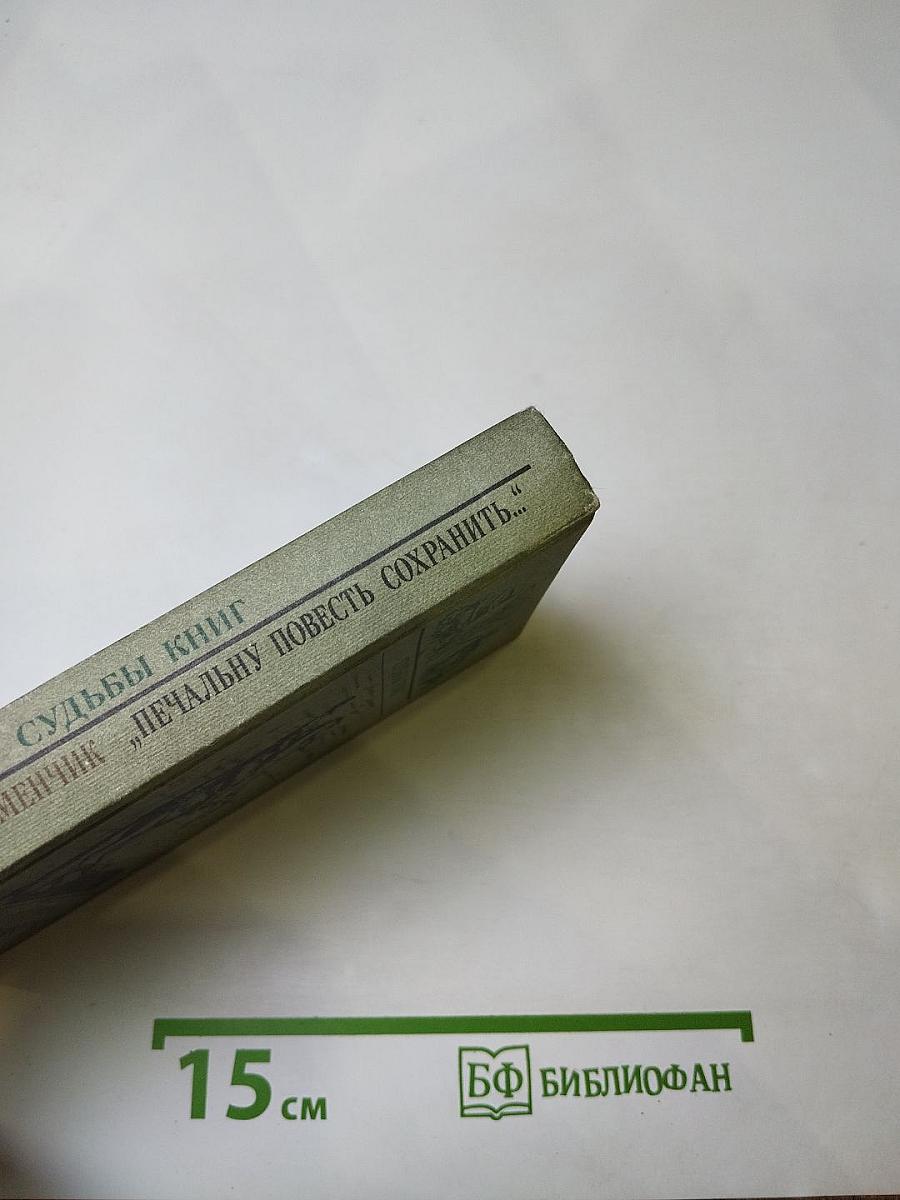 СУДЬБЫ КНИГ
МЕНЧИК „ПЕЧАЛЬНУ ПОВЕСТЬ СОХРАНИТЬ...“
15 см
БФ БИБЛИОФАН